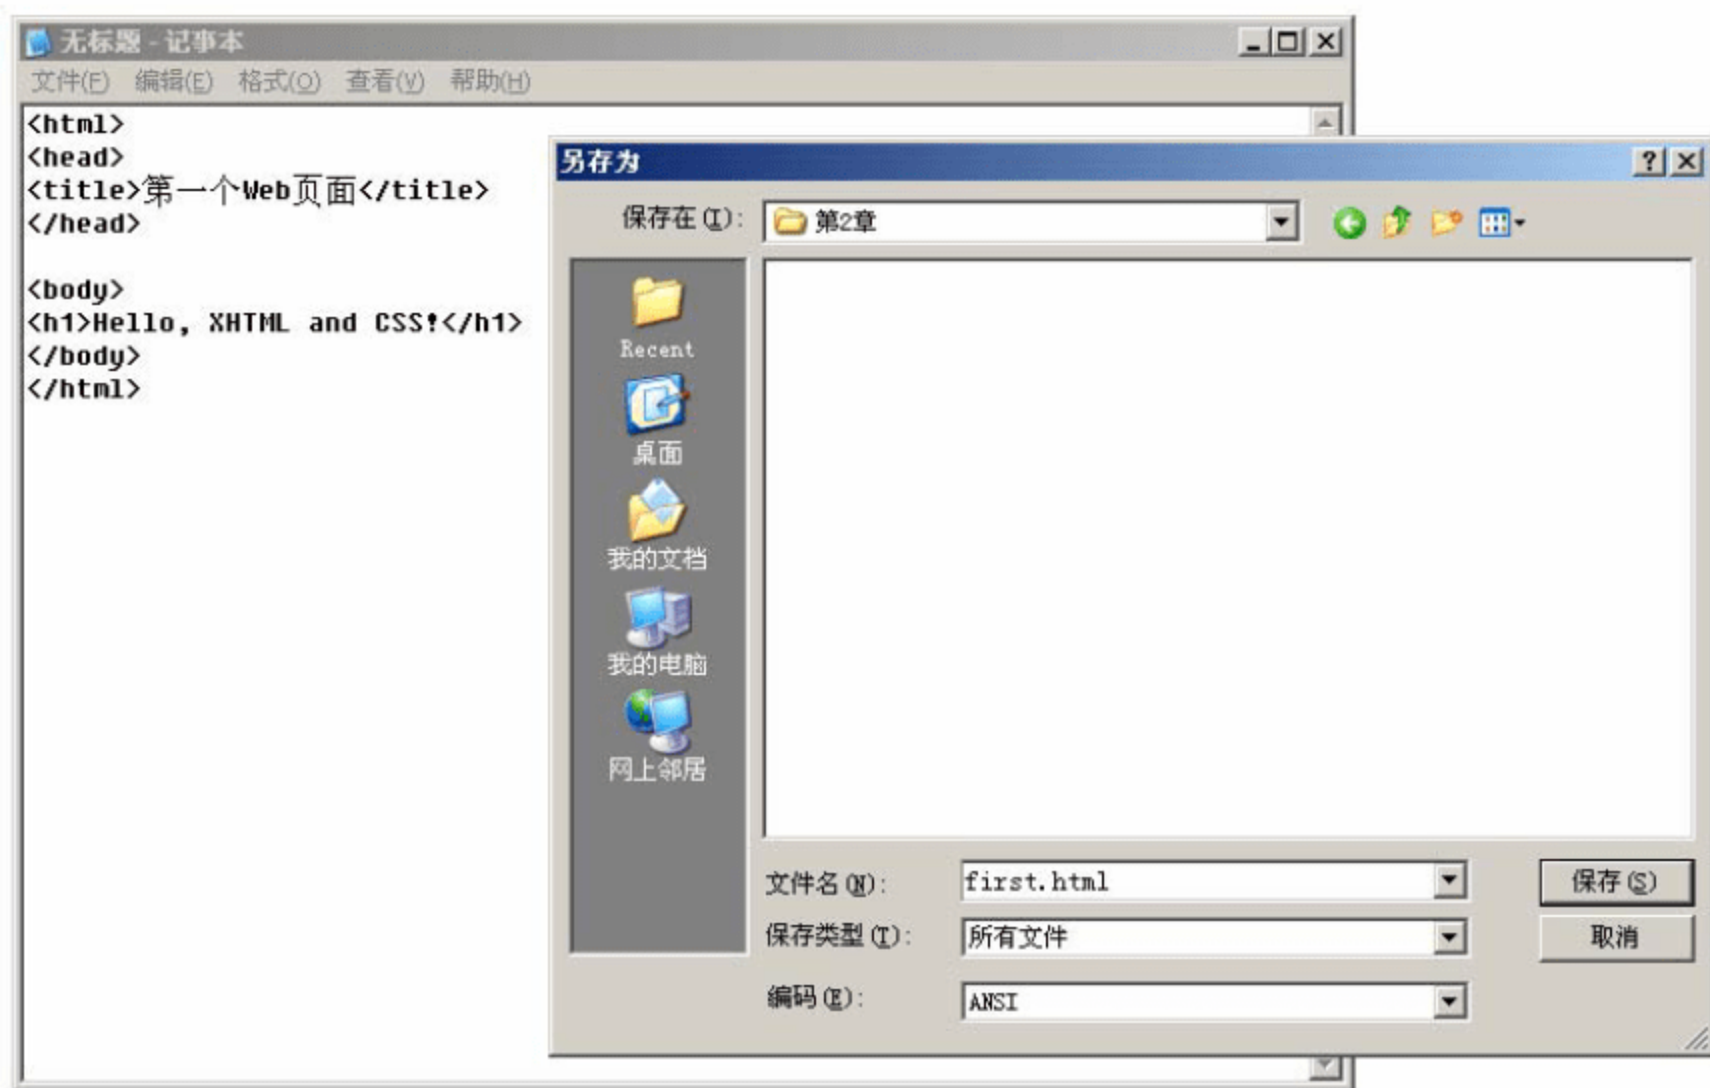 无标题 - 记事本
文件(F) 编辑(E) 格式(O) 查看(V) 帮助(H)
<html>
<head>
<title>第一个Web页面</title>
</head>
<body>
<h1>Hello, XHTML and CSS!</h1>
</body>
</html>
另存为
保存在(I):
第2章
Recent
桌面
我的文档
我的电脑
网上邻居
文件名(N): first.html 保存(S)
保存类型(T): 所有文件 取消
编码(E): ANSI